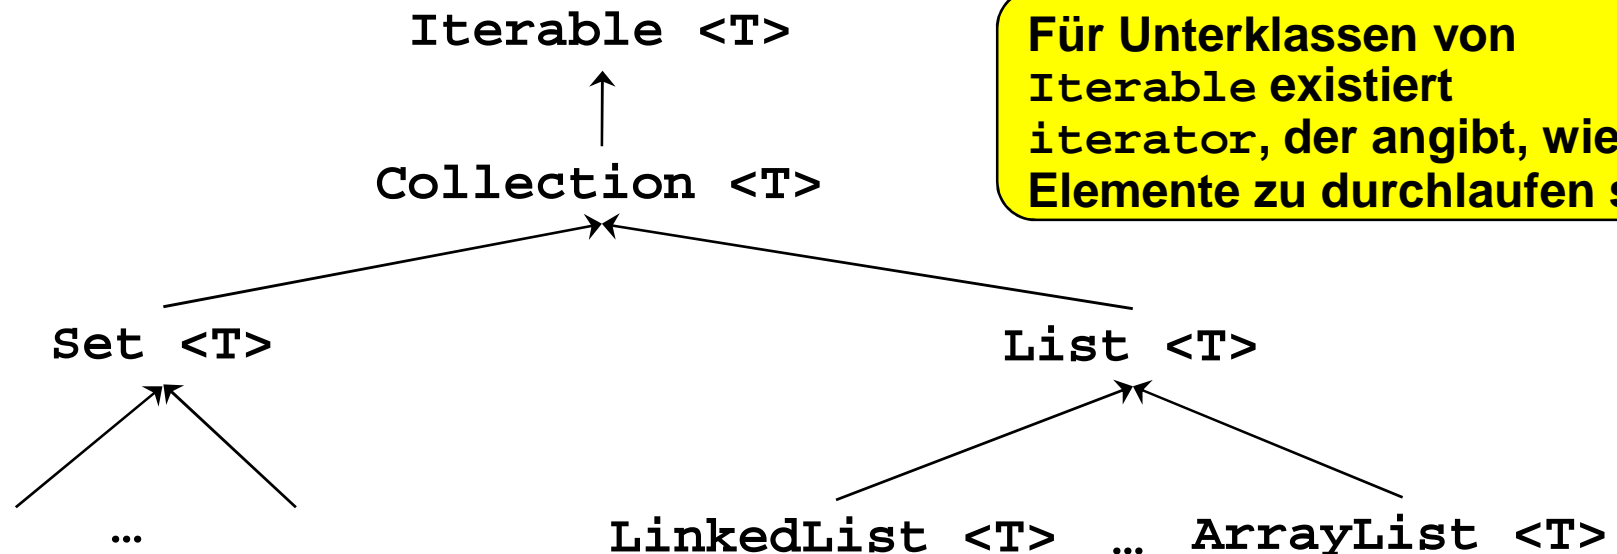 Iterable <T>
Für Unterklassen von
Iterable existiert
iterator, der angibt, wie
Elemente zu durchlaufen
Collection <T>
Set <T>
List <T>
…
LinkedList <T> … ArrayList <T>